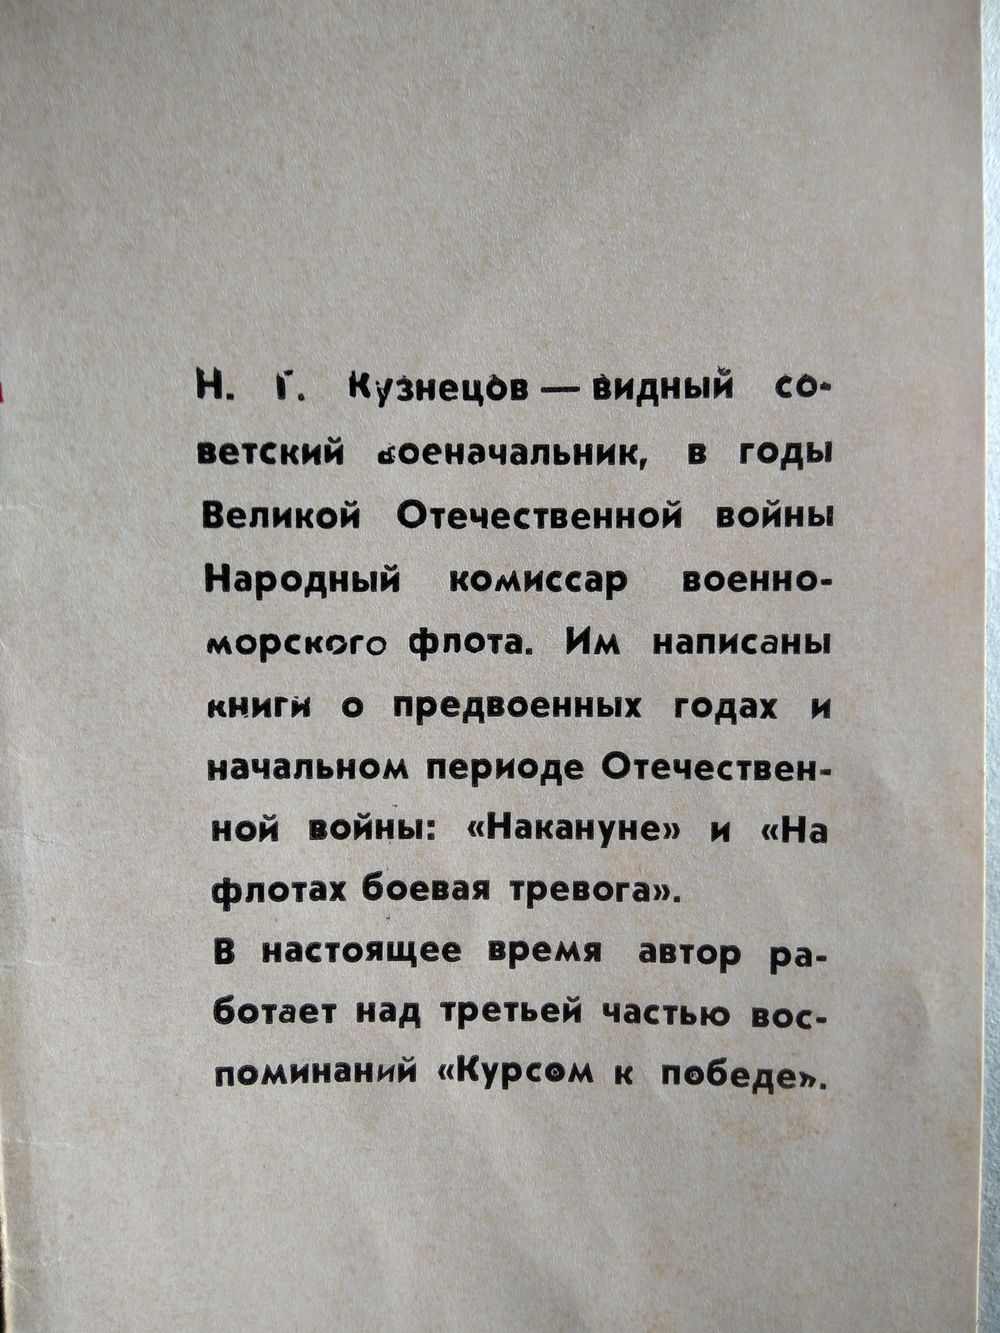 Н. Г. Кузнецов — видный со-
ветский военачальник, в годы
Великой Отечественной войны
Народный комиссар военно-
морского флота. Им написаны
книги о предвоенных годах и
начальном периоде Отечествен-
ной войны: «Накануне» и «На
флотах боевая тревога».
В настоящее время автор ра-
ботает над третьей частью вос-
поминаний «Курсом к победе».